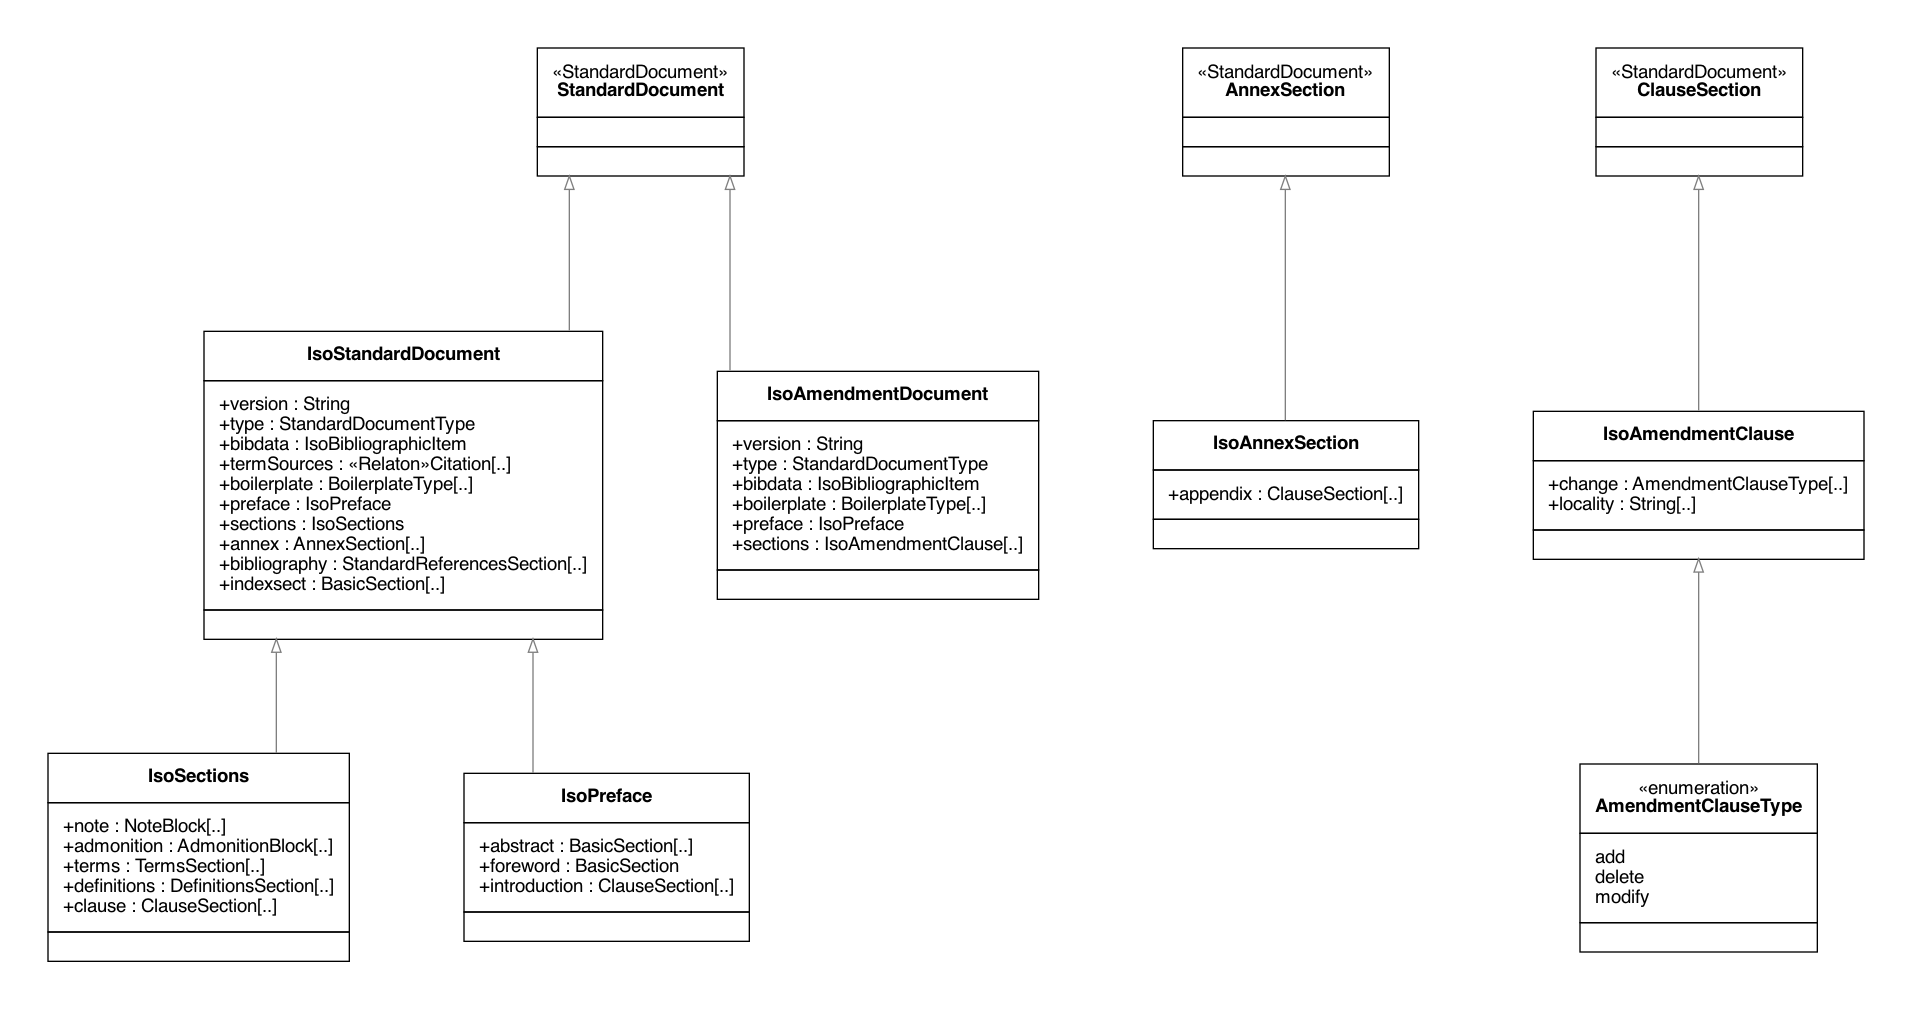 «StandardDocument»
StandardDocument
«StandardDocument»
AnnexSection
«StandardDocument»
ClauseSection
IsoStandardDocument
+version : String
+type : StandardDocumentType
+bibdata : IsoBibliographicItem
+termSources : «Relaton»Citation[..]
+boilerplate : BoilerplateType[..]
+preface : IsoPreface
+sections : IsoSections
+annex : AnnexSection[..]
+bibliography : StandardReferencesSection[..]
+indexsect : BasicSection[..]
IsoAmendmentDocument
+version : String
+type : StandardDocumentType
+bibdata : IsoBibliographicItem
+boilerplate : BoilerplateType[..]
+preface : IsoPreface
+sections : IsoAmendmentClause[..]
IsoAnnexSection
+appendix : ClauseSection[..]
IsoAmendmentClause
+change : AmendmentClauseType[..]
+locality : String[..]
IsoSections
+note : NoteBlock[..]
+admonition : AdmonitionBlock[..]
+terms : TermsSection[..]
+definitions : DefinitionsSection[..]
+clause : ClauseSection[..]
IsoPreface
+abstract : BasicSection[..]
+foreword : BasicSection
+introduction : ClauseSection[..]
«enumeration»
AmendmentClauseType
add
delete
modify